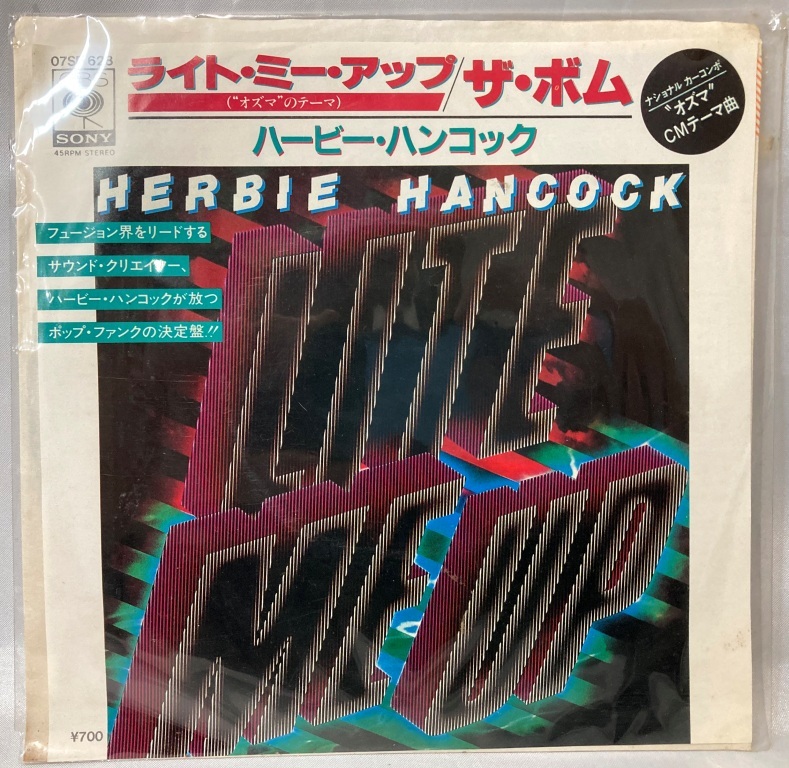 07SP 628
CBS
SONY
45RPM STEREO
ライト・ミー・アップ/ザ・ボム
("オズマ"のテーマ)
ハービー・ハンコック
ナショナル カーコンポ
"オズマ"
CMテーマ曲
HERBIE HANCOCK
フュージョン界をリードする
サウンド・クリエイター、
ハービー・ハンコックが放つ
ポップ・ファンクの決定盤!!
LITE
ME UP
¥700